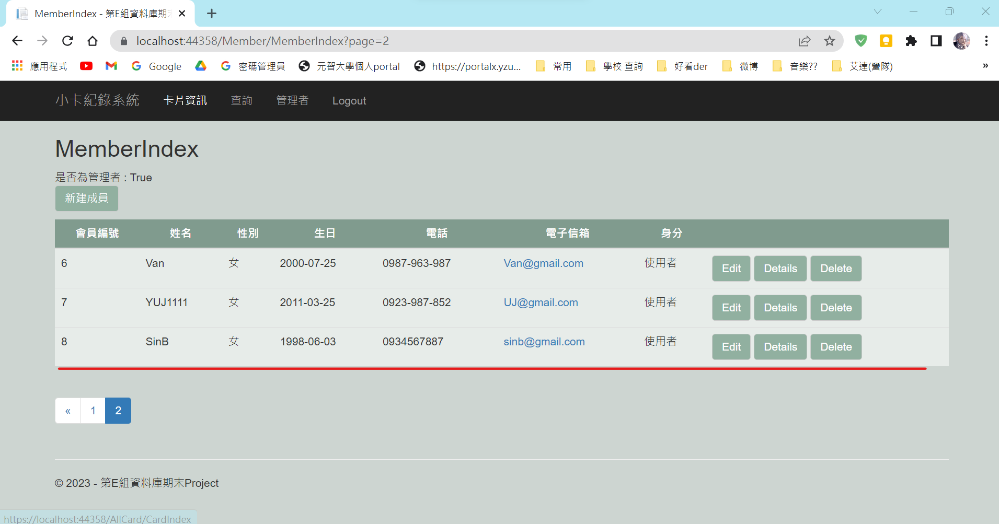 MemberIndex - 第E組資料庫期
localhost:44358/Member/MemberIndex?page=2
應用程式 Google 密碼管理員 元智大學個人portal https://portalx.yzu... 常用 學校 查詢 好看der 微博 音樂?? 艾達(營隊) »
小卡紀錄系統 卡片資訊 查詢 管理者 Logout
MemberIndex
是否為管理者 : True
新建成員
會員編號 姓名 性別 生日 電話 電子信箱 身分
6 Van 女 2000-07-25 0987-963-987 Van@gmail.com 使用者 Edit Details Delete
7 YUJ1111 女 2011-03-25 0923-987-852 UJ@gmail.com 使用者 Edit Details Delete
8 SinB 女 1998-06-03 0934567887 sinb@gmail.com 使用者 Edit Details Delete
« 1 2
© 2023 - 第E組資料庫期末Project
https://localhost:44358/AllCard/CardIndex